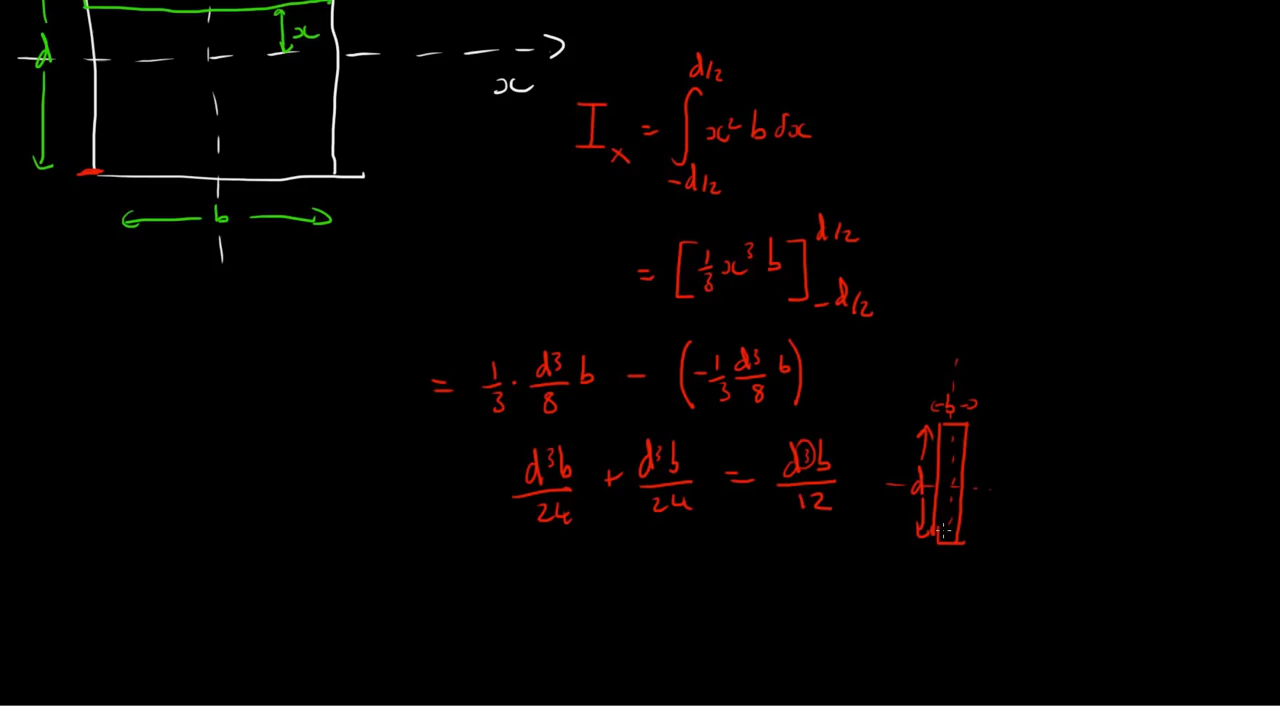 x
d
x
b
I_x = ∫_{-d/2}^{d/2} x² b dx
= [1/3 x³ b]_{-d/2}^{d/2}
= 1/3 · d³/8 b − (−1/3 d³/8 b)
d³b/24 + d³b/24 = d³b/12
b
d